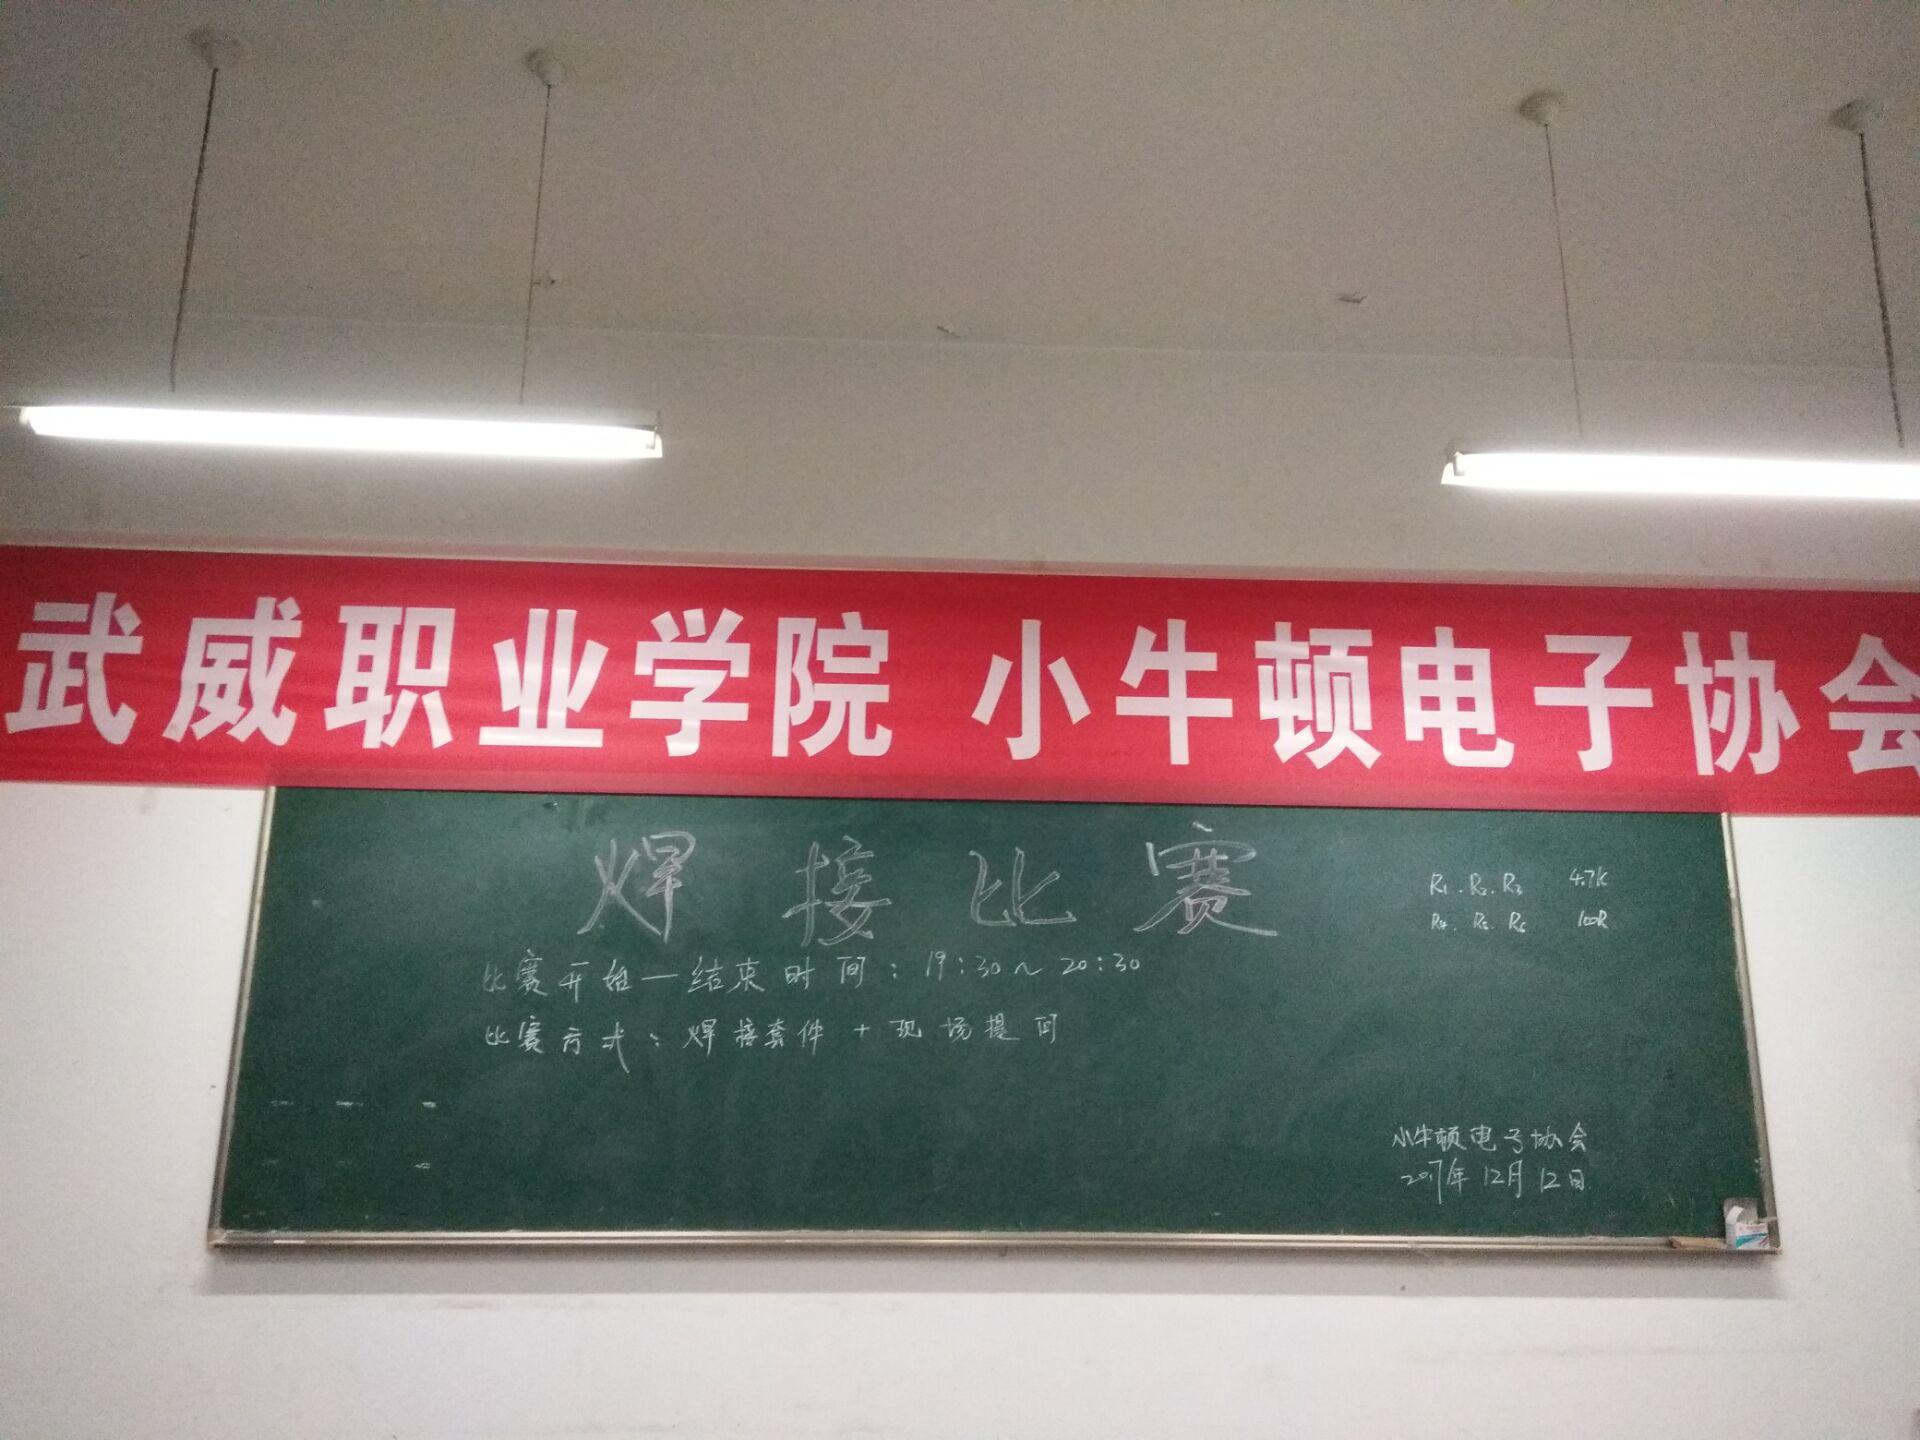 武威职业学院 小牛顿电子协会
焊接比赛
R1. R2. R3 4.7K
R4. R5. R6 100R
比赛开始—结束时间：19:30~20:30
比赛方式：焊接套件+现场提问
小牛顿电子协会
2017年12月12日